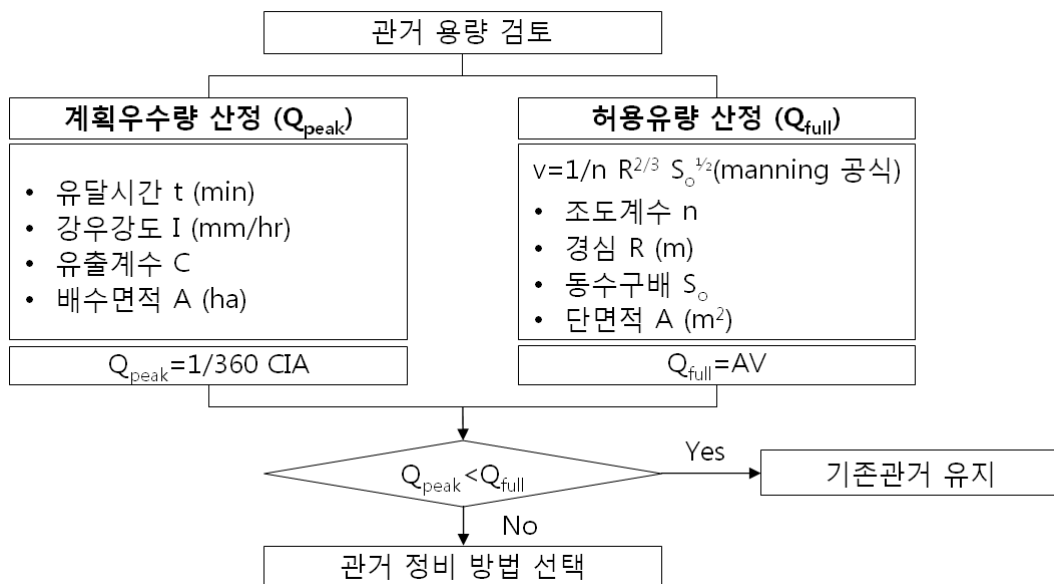 관거 용량 검토
계획우수량 산정 (Qpeak)
• 유달시간 t (min)
• 강우강도 I (mm/hr)
• 유출계수 C
• 배수면적 A (ha)
Qpeak=1/360 CIA
허용유량 산정 (Qfull)
v=1/n R^2/3 So^½(manning 공식)
• 조도계수 n
• 경심 R (m)
• 동수구배 So
• 단면적 A (m²)
Qfull=AV
Qpeak<Qfull
Yes
기존관거 유지
No
관거 정비 방법 선택